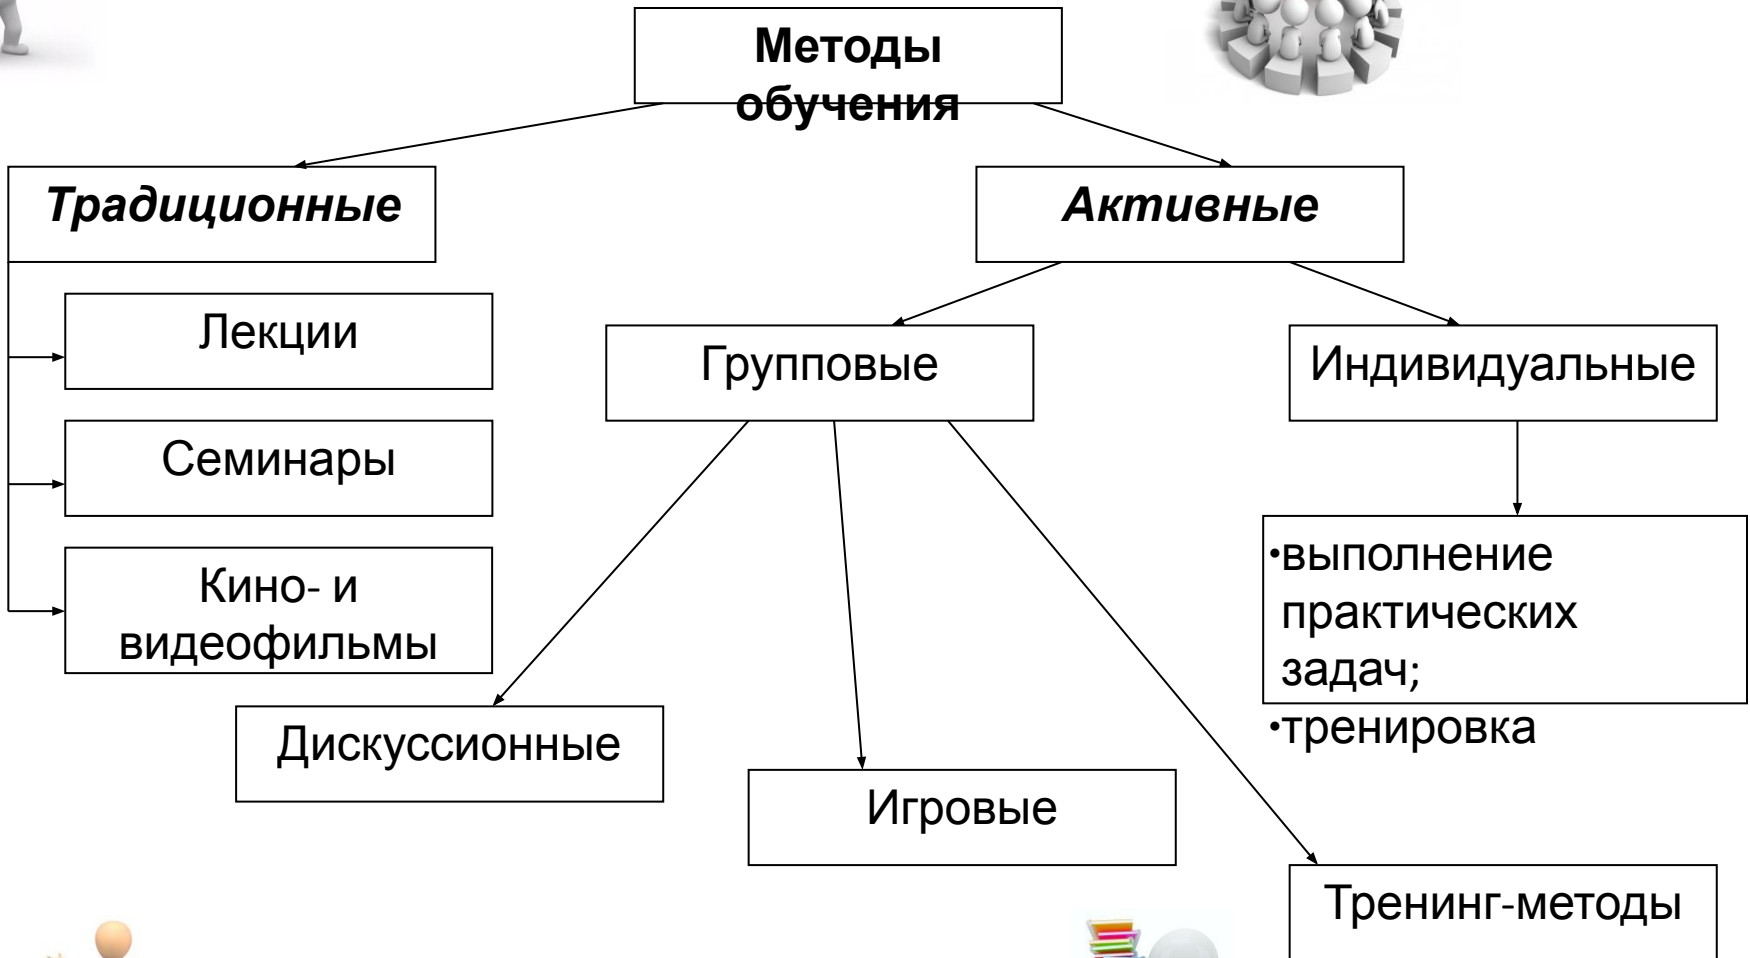 Методы
обучения
Традиционные
Активные
Лекции
Групповые
Индивидуальные
Семинары
Кино- и
видеофильмы
•выполнение
практических
задач;
•тренировка
Дискуссионные
Игровые
Тренинг-методы